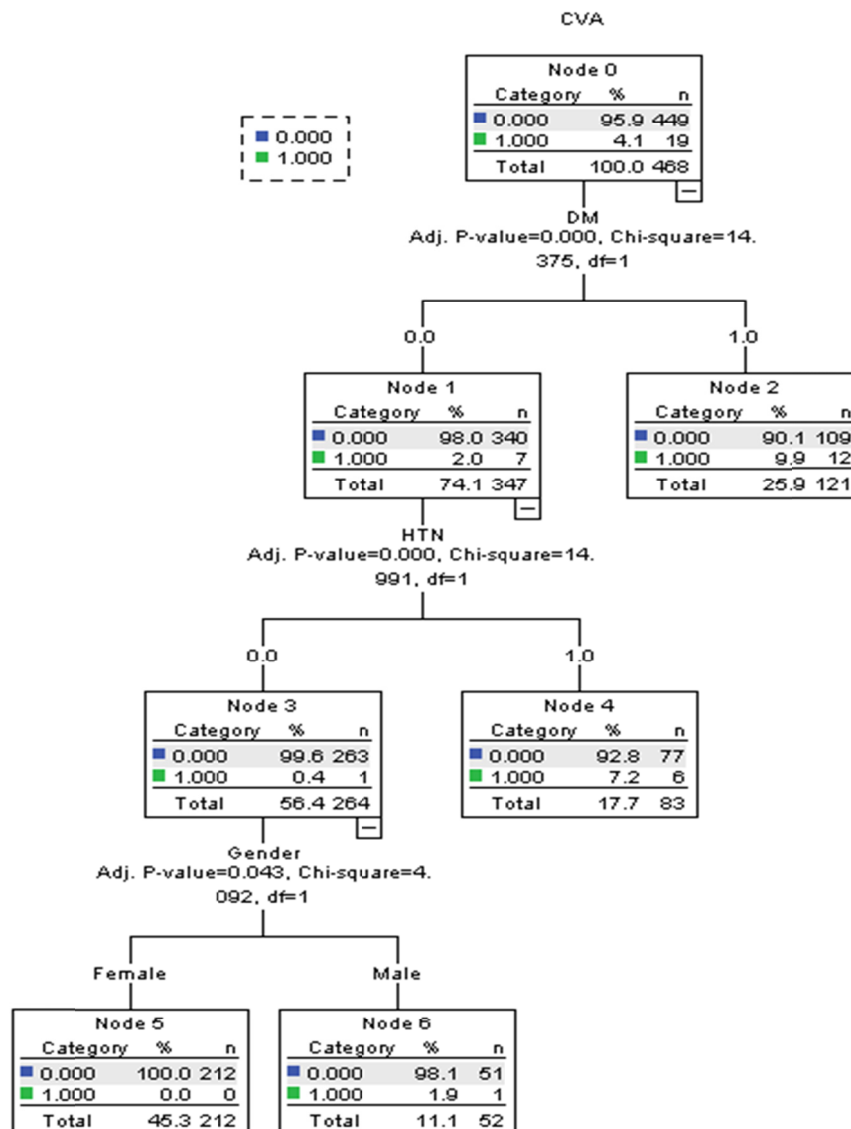 CVA
Node 0
Category % n
0.000 95.9 449
1.000 4.1 19
Total 100.0 468
0.000
1.000
DM
Adj. P-value=0.000, Chi-square=14.
375, df=1
0.0 1.0
Node 1
Category % n
0.000 98.0 340
1.000 2.0 7
Total 74.1 347
Node 2
Category % n
0.000 90.1 109
1.000 9.9 12
Total 25.9 121
HTN
Adj. P-value=0.000, Chi-square=14.
991, df=1
0.0 1.0
Node 3
Category % n
0.000 99.6 263
1.000 0.4 1
Total 56.4 264
Node 4
Category % n
0.000 92.8 77
1.000 7.2 6
Total 17.7 83
Gender
Adj. P-value=0.043, Chi-square=4.
092, df=1
Female Male
Node 5
Category % n
0.000 100.0 212
1.000 0.0 0
Total 45.3 212
Node 6
Category % n
0.000 98.1 51
1.000 1.9 1
Total 11.1 52